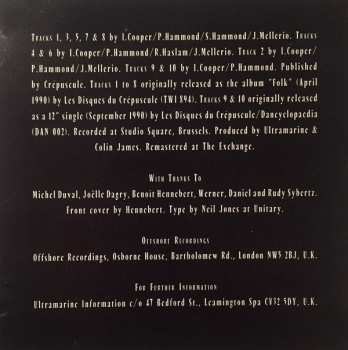 Tracks 1, 3, 5, 7 & 8 by I.Cooper/P.Hammond/S.Hammond/J.Mellerio. Tracks
4 & 6 by I.Cooper/P.Hammond/R.Haslam/J.Mellerio. Track 2 by I.Cooper/
P.Hammond/J.Mellerio. Tracks 9 & 10 by I.Cooper/P.Hammond. Published
by Crépuscule. Tracks 1 to 8 originally released as the album "Folk" (April
1990) by Les Disques du Crépuscule (TWI 894). Tracks 9 & 10 originally released
as a 12" single (September 1990) by Les Disques du Crépuscule/Dancyclopaedia
(DAN 002). Recorded at Studio Square, Brussels. Produced by Ultramarine &
Colin James. Remastered at The Exchange.
With Thanks To
Michel Duval, Joëlle Dagry, Benoit Hennebert, Werner, Daniel and Rudy Sybertz.
Front cover by Hennebert. Type by Neil Jones at Unitary.
Offshore Recordings
Offshore Recordings, Osborne House, Bartholomew Rd., London NW5 2BJ, U.K.
For Further Information
Ultramarine Information c/o 47 Bedford St., Leamington Spa CV32 5DY, U.K.